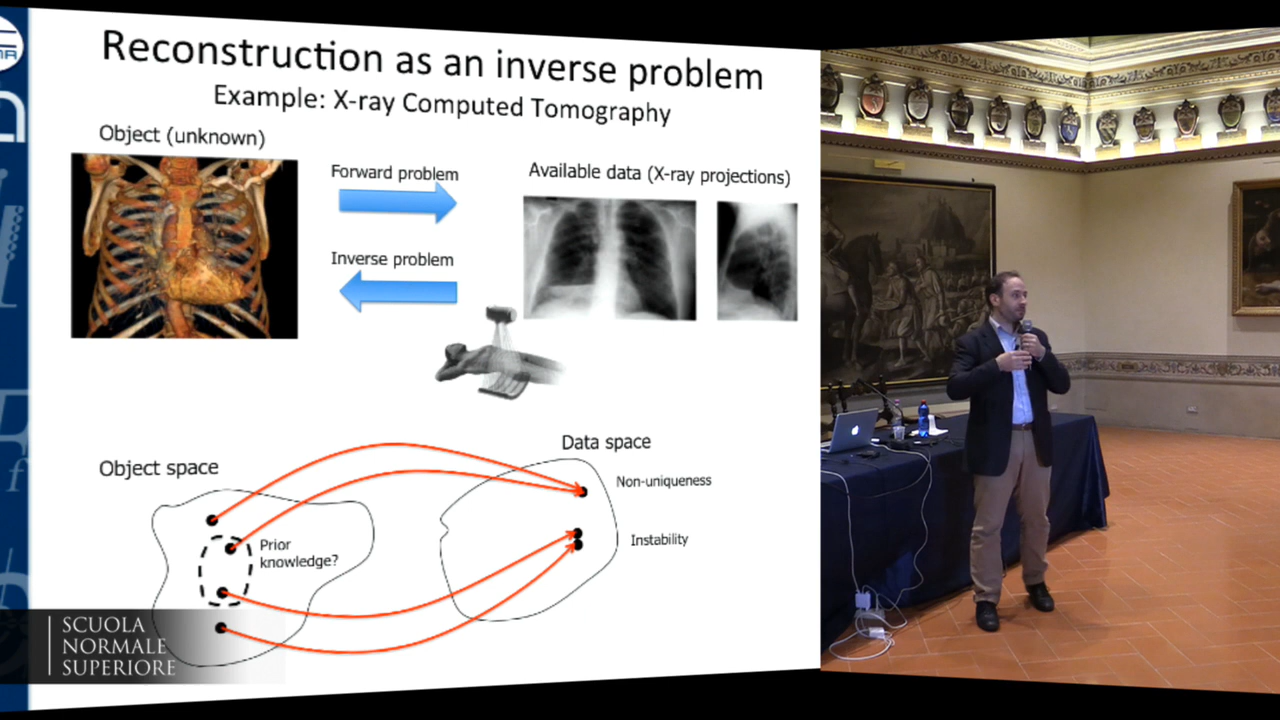 Reconstruction as an inverse problem
Example: X-ray Computed Tomography
Object (unknown)
Forward problem
Available data (X-ray projections)
Inverse problem
Data space
Object space
Non-uniqueness
Prior
knowledge?
Instability
SCUOLA
NORMALE
SUPERIORE